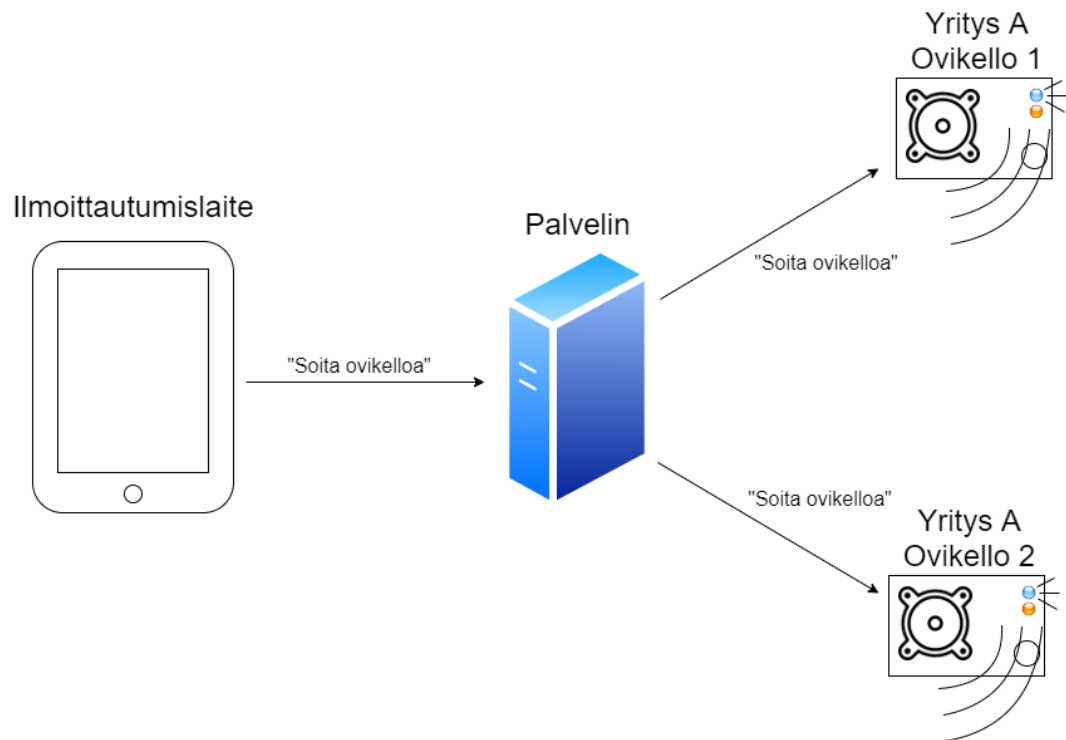 Yritys A
Ovikello 1
Ilmoittautumislaite
Palvelin
"Soita ovikelloa"
"Soita ovikelloa"
"Soita ovikelloa"
Yritys A
Ovikello 2